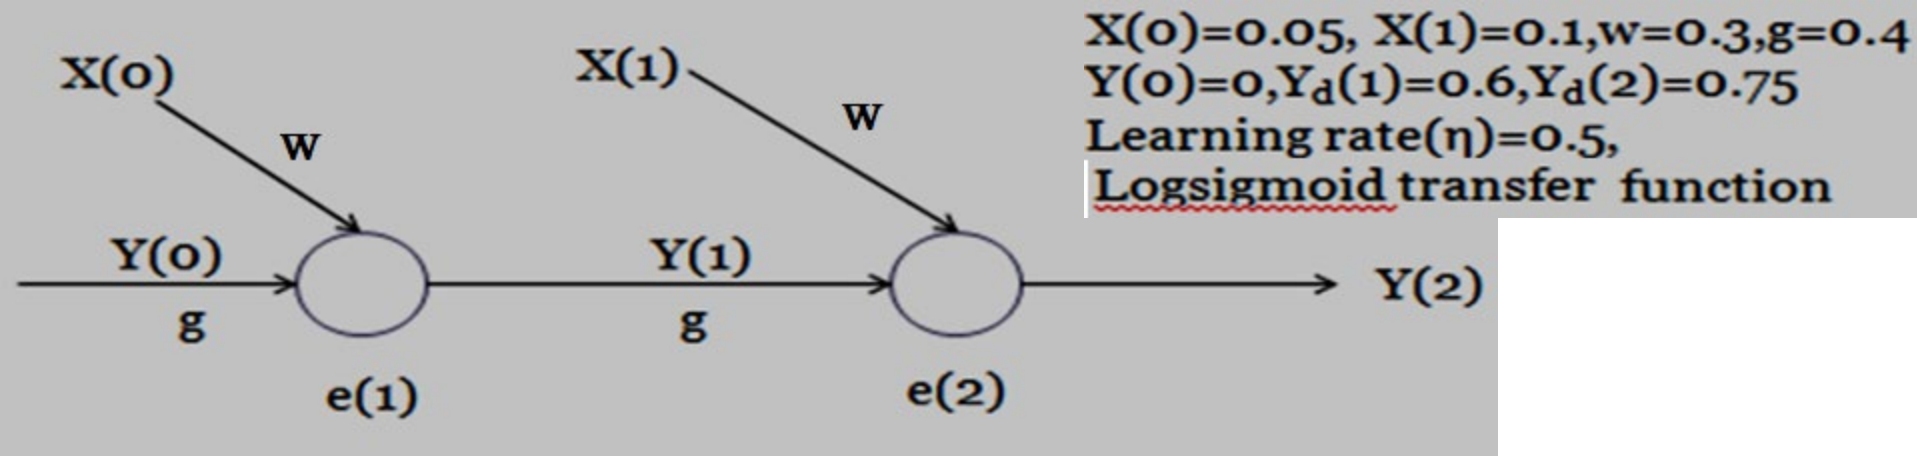 X(0)=0.05, X(1)=0.1,w=0.3,g=0.4
Y(0)=0,Yd(1)=0.6,Yd(2)=0.75
Learning rate(η)=0.5,
Logsigmoid transfer function
X(0)
X(1)
w
w
Y(0)
Y(1)
Y(2)
g
g
e(1)
e(2)